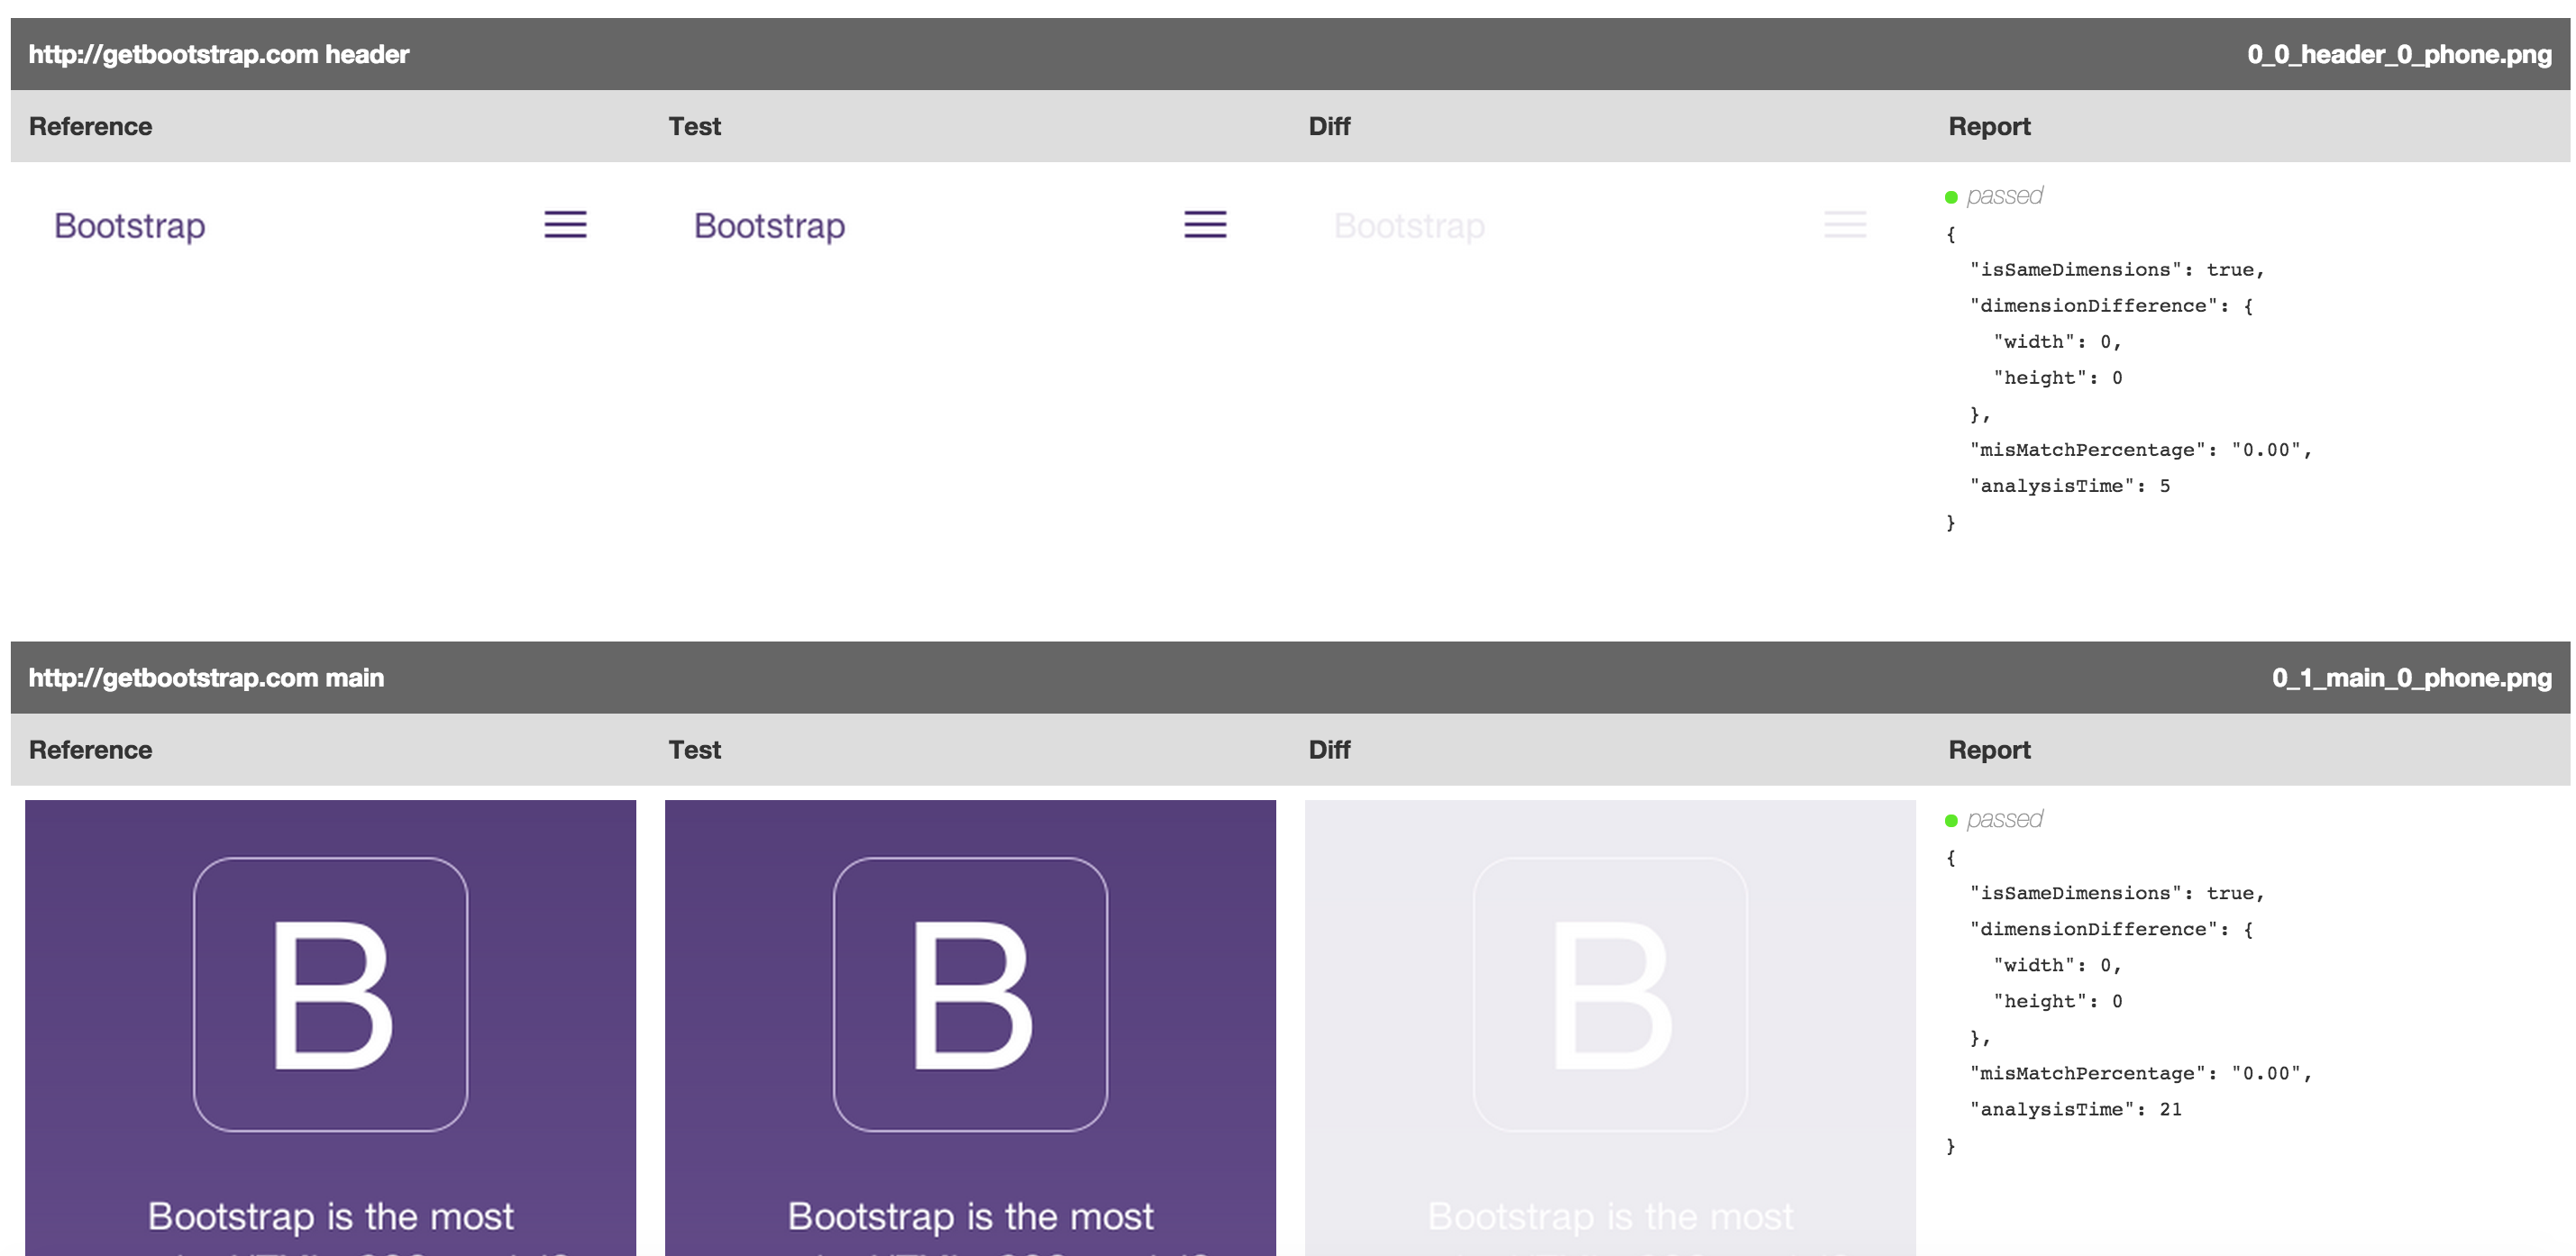 http://getbootstrap.com header 0_0_header_0_phone.png
Reference Test Diff Report
Bootstrap Bootstrap Bootstrap
passed
{
"isSameDimensions": true,
"dimensionDifference": {
"width": 0,
"height": 0
},
"misMatchPercentage": "0.00",
"analysisTime": 5
}
http://getbootstrap.com main 0_1_main_0_phone.png
Reference Test Diff Report
B B B
passed
{
"isSameDimensions": true,
"dimensionDifference": {
"width": 0,
"height": 0
},
"misMatchPercentage": "0.00",
"analysisTime": 21
}
Bootstrap is the most Bootstrap is the most Bootstrap is the most